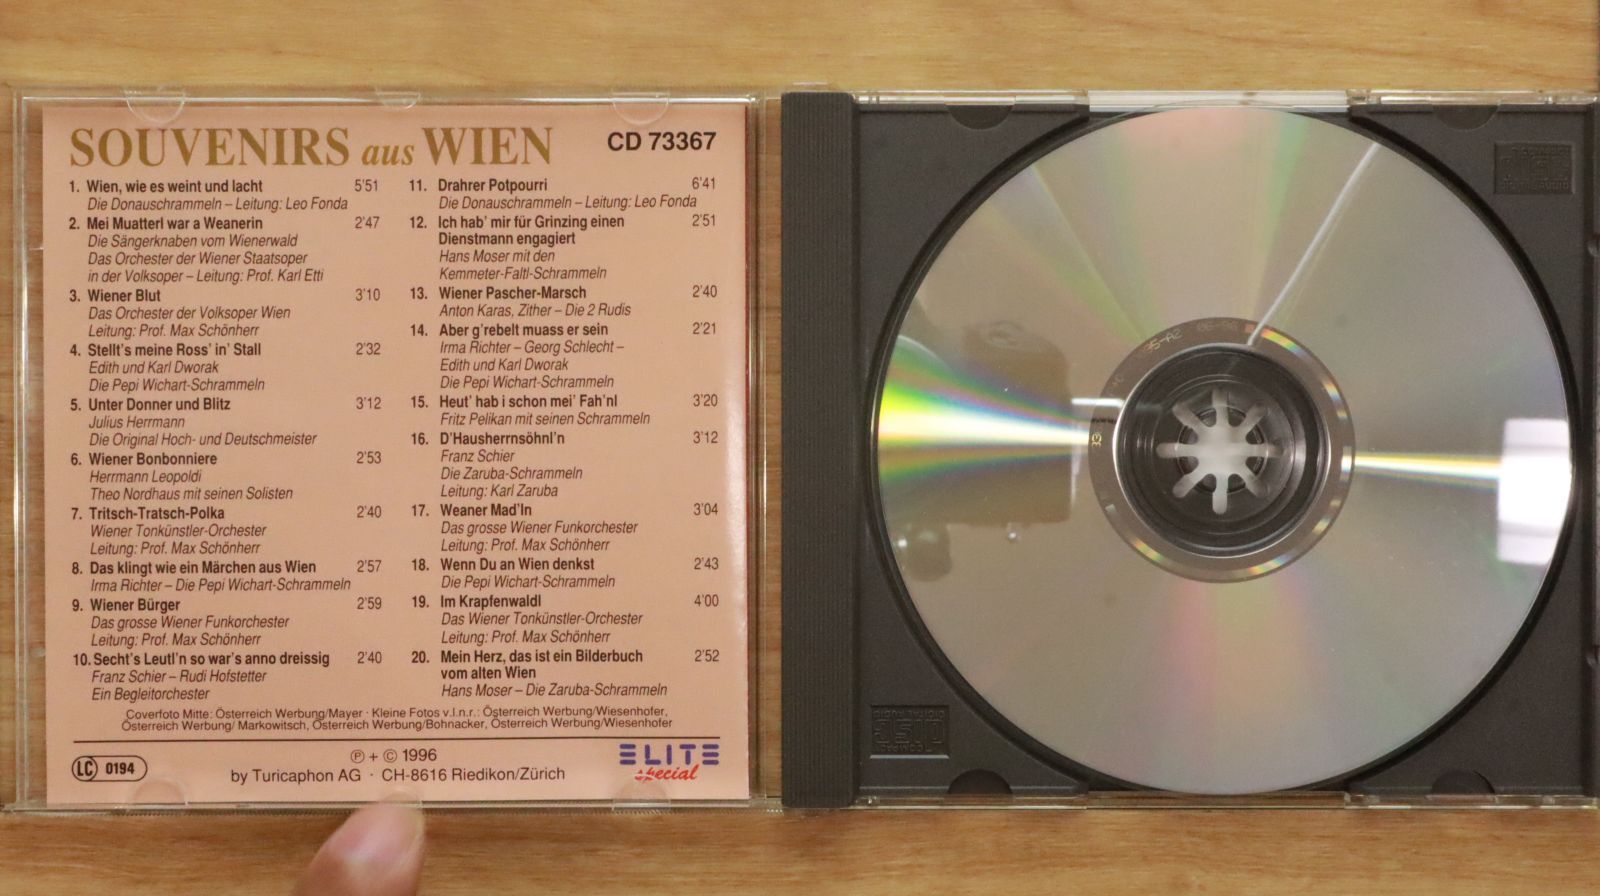 SOUVENIRS aus WIEN
CD 73367
1. Wien, wie es weint und lacht 5'51
Die Donauschrammeln – Leitung: Leo Fonda
2. Mei Muatterl war a Weanerin 2'47
Die Sängerknaben vom Wienerwald
Das Orchester der Wiener Staatsoper
in der Volksoper – Leitung: Prof. Karl Etti
3. Wiener Blut 3'10
Das Orchester der Volksoper Wien
Leitung: Prof. Max Schönherr
4. Stellt's meine Ross' in' Stall 2'32
Edith und Karl Dworak
Die Pepi Wichart-Schrammeln
5. Unter Donner und Blitz 3'12
Julius Herrmann
Die Original Hoch- und Deutschmeister
6. Wiener Bonbonniere 2'53
Herrmann Leopoldi
Theo Nordhaus mit seinen Solisten
7. Tritsch-Tratsch-Polka 2'40
Wiener Tonkünstler-Orchester
Leitung: Prof. Max Schönherr
8. Das klingt wie ein Märchen aus Wien 2'57
Irma Richter – Die Pepi Wichart-Schrammeln
9. Wiener Bürger 2'59
Das grosse Wiener Funkorchester
Leitung: Prof. Max Schönherr
10. Secht's Leutl'n so war's anno dreissig 2'40
Franz Schier – Rudi Hofstetter
Ein Begleitorchester
11. Drahrer Potpourri 6'41
Die Donauschrammeln – Leitung: Leo Fonda
12. Ich hab' mir für Grinzing einen 2'51
Dienstmann engagiert
Hans Moser mit den
Kemmeter-Faltl-Schrammeln
13. Wiener Pascher-Marsch 2'40
Anton Karas, Zither – Die 2 Rudis
14. Aber g'rebelt muass er sein 2'21
Irma Richter – Georg Schlecht –
Edith und Karl Dworak
Die Pepi Wichart-Schrammeln
15. Heut' hab i schon mei' Fah'nl 3'20
Fritz Pelikan mit seinen Schrammeln
16. D'Hausherrnsöhnl'n 3'12
Franz Schier
Die Zaruba-Schrammeln
Leitung: Karl Zaruba
17. Weaner Mad'ln 3'04
Das grosse Wiener Funkorchester
Leitung: Prof. Max Schönherr
18. Wenn Du an Wien denkst 2'43
Die Pepi Wichart-Schrammeln
19. Im Krapfenwaldl 4'00
Das Wiener Tonkünstler-Orchester
Leitung: Prof. Max Schönherr
20. Mein Herz, das ist ein Bilderbuch 2'52
vom alten Wien
Hans Moser – Die Zaruba-Schrammeln
Coverfoto Mitte: Österreich Werbung/Mayer · Kleine Fotos v.l.n.r.: Österreich Werbung/Wiesenhofer,
Österreich Werbung/ Markowitsch, Österreich Werbung/Bohnacker, Österreich Werbung/Wiesenhofer
LC 0194
℗ + © 1996
by Turicaphon AG · CH-8616 Riedikon/Zürich
ELITE
special